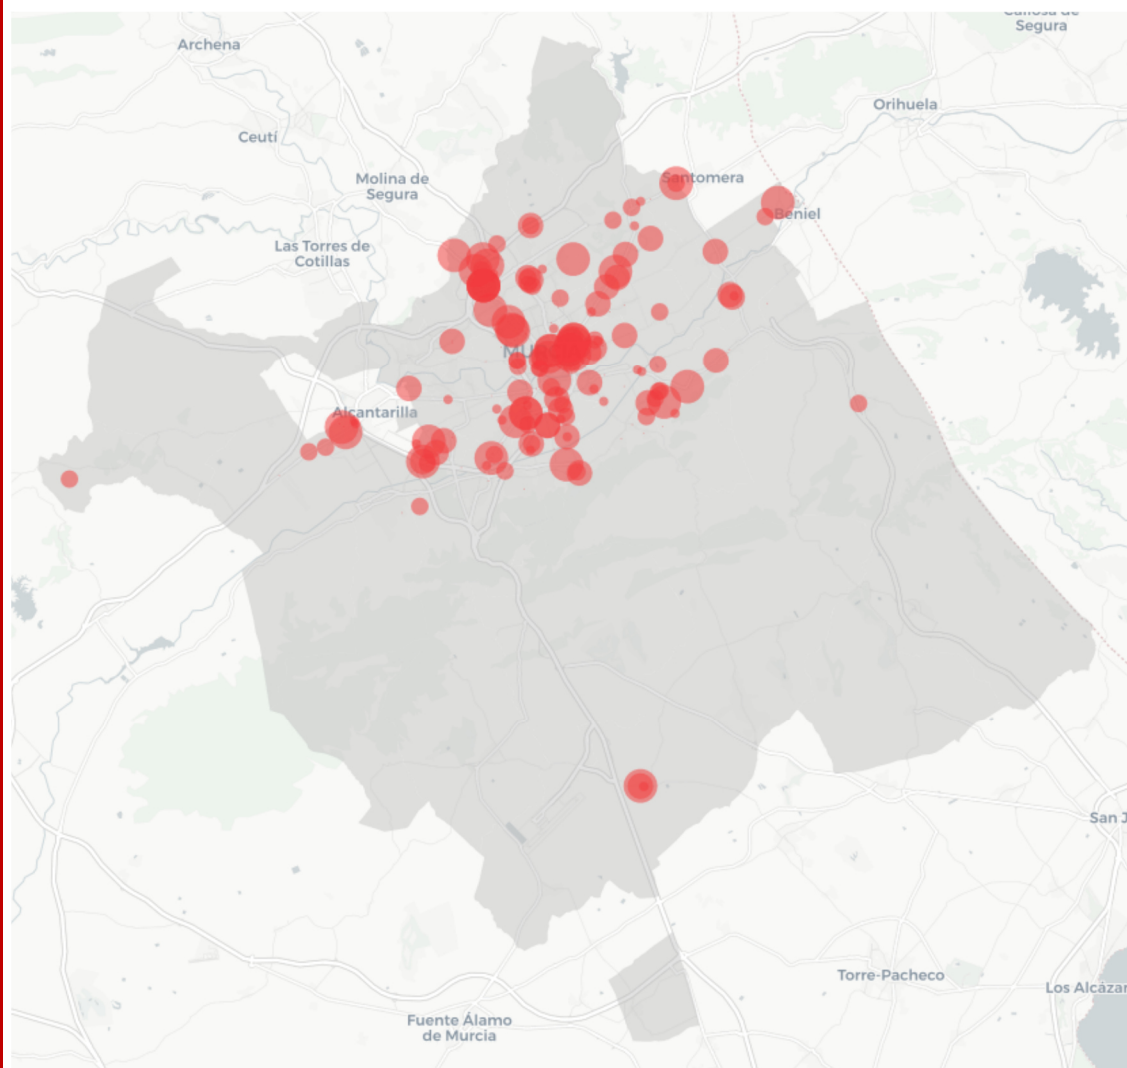 Segura
Archena
Orihuela
Ceutí
Molina de
Segura
Santomera
Beniel
Las Torres de
Cotillas
Alcantarilla
San J
Torre-Pacheco
Los Alcázar
Fuente Álamo
de Murcia